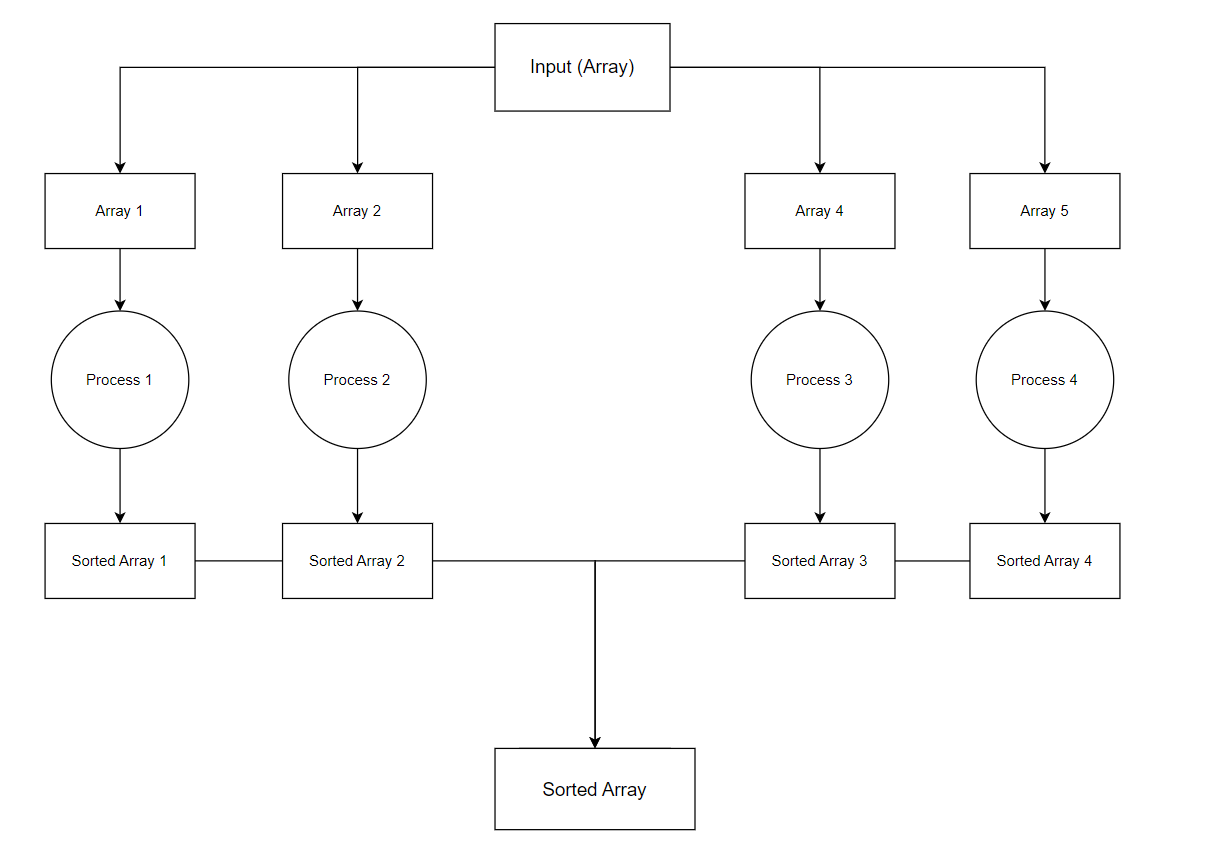 Input (Array)
Array 1
Array 2
Array 4
Array 5
Process 1
Process 2
Process 3
Process 4
Sorted Array 1
Sorted Array 2
Sorted Array 3
Sorted Array 4
Sorted Array